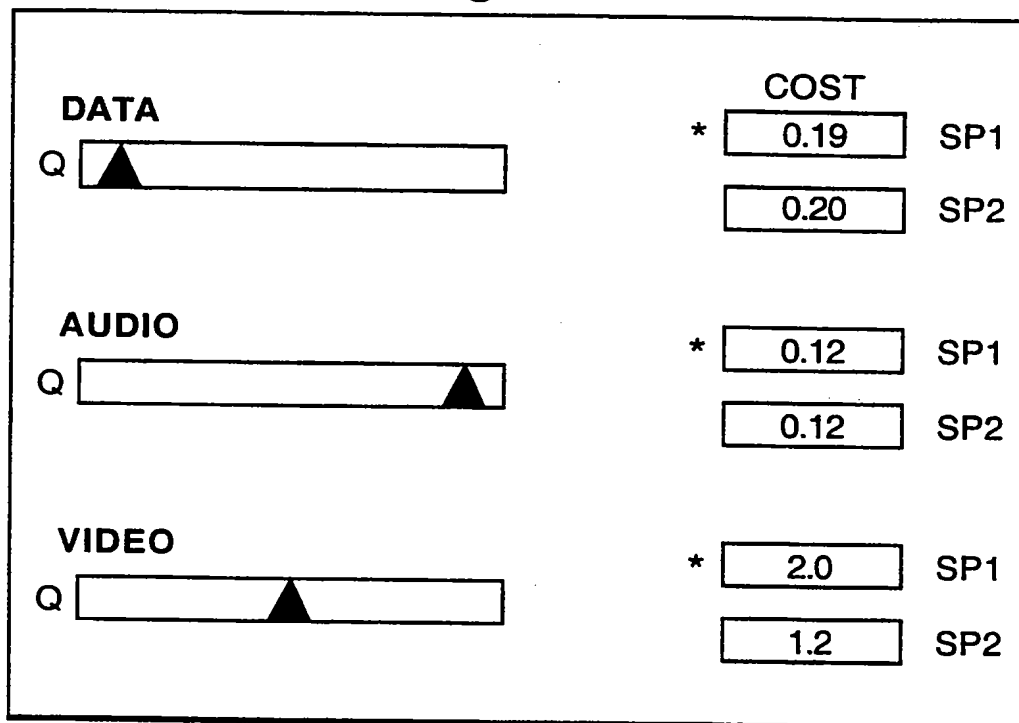 COST
DATA
* 0.19 SP1
Q
0.20 SP2
AUDIO
* 0.12 SP1
Q
0.12 SP2
VIDEO
* 2.0 SP1
Q
1.2 SP2